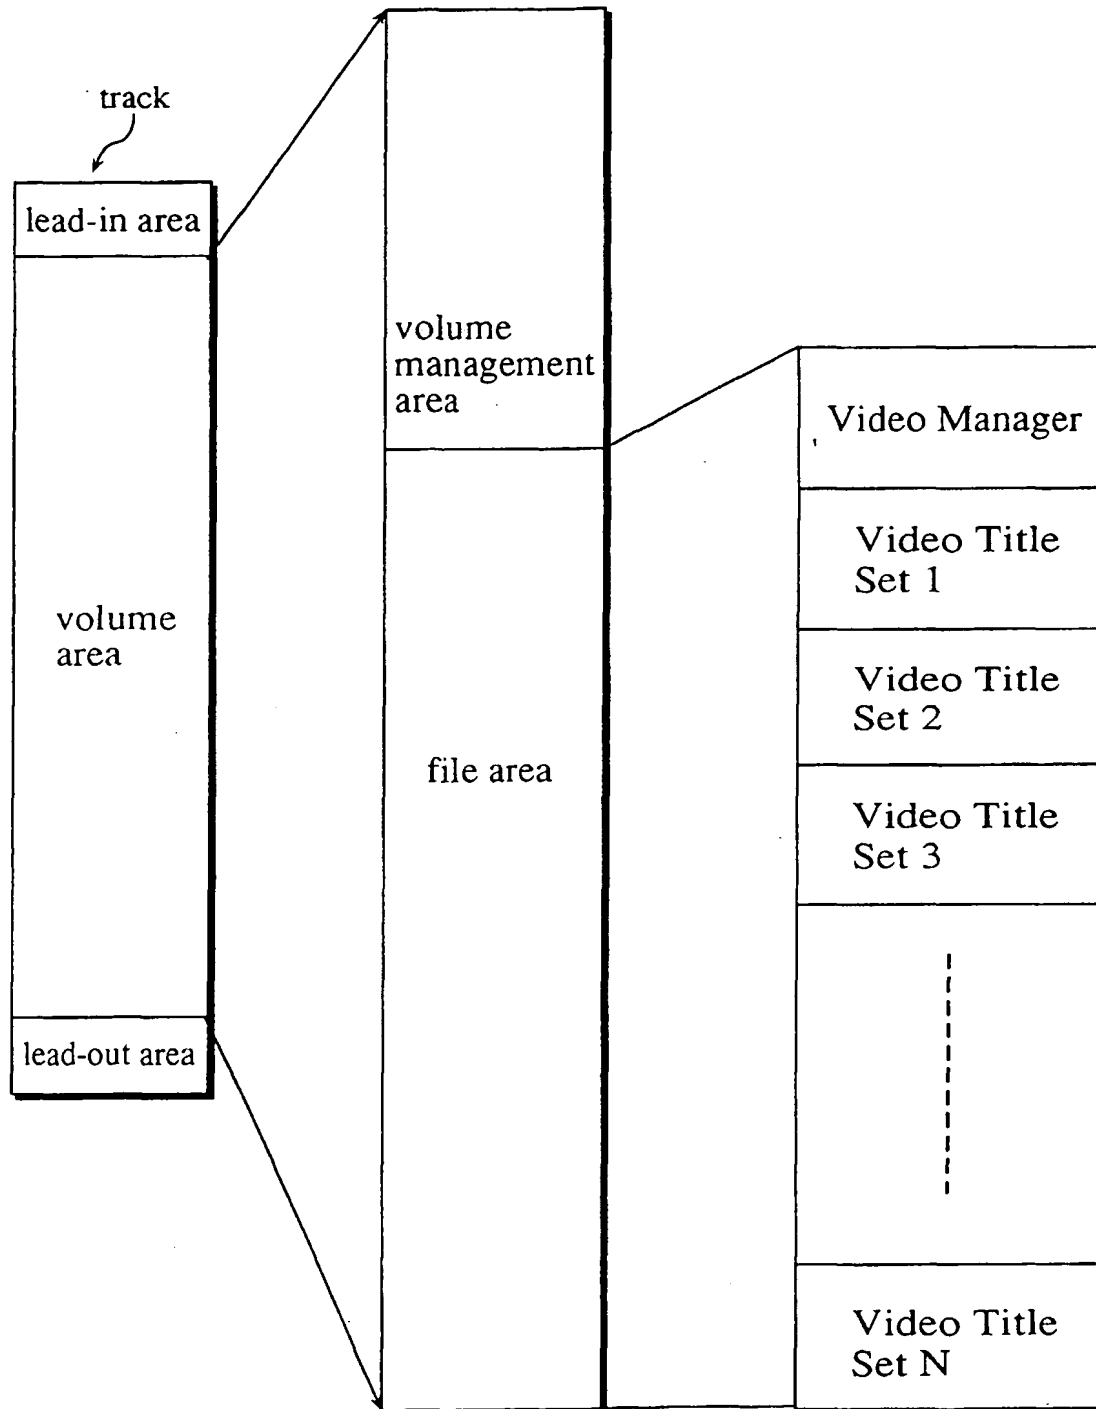 track
lead-in area
volume
area
lead-out area
volume
management
area
file area
Video Manager
Video Title
Set 1
Video Title
Set 2
Video Title
Set 3
Video Title
Set N